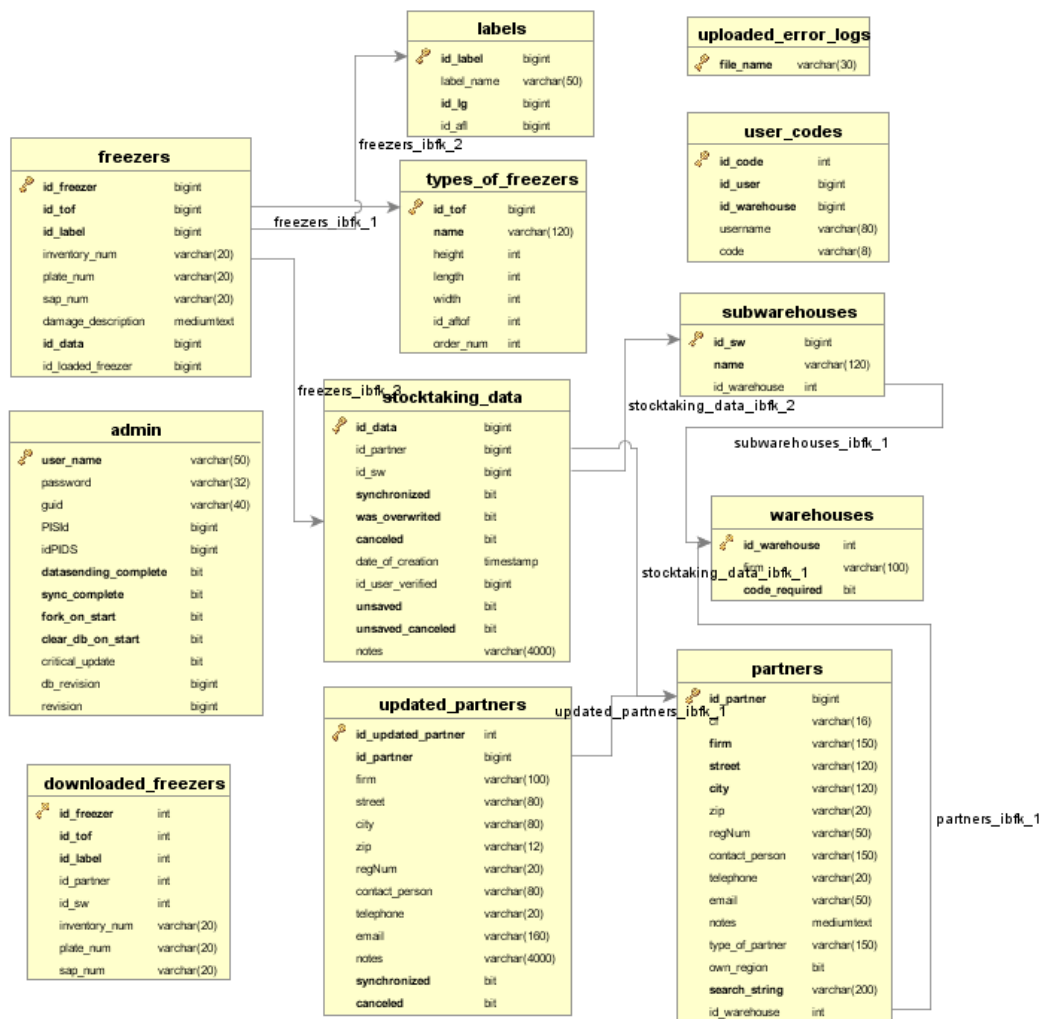 labels
id_label bigint
label_name varchar(50)
id_lg bigint
id_afl bigint
uploaded_error_logs
file_name varchar(30)
user_codes
id_code int
id_user bigint
id_warehouse bigint
username varchar(80)
code varchar(8)
freezers
id_freezer bigint
id_tof bigint
id_label bigint
inventory_num varchar(20)
plate_num varchar(20)
sap_num varchar(20)
damage_description mediumtext
id_data bigint
id_loaded_freezer bigint
freezers_ibfk_2
freezers_ibfk_1
types_of_freezers
id_tof bigint
name varchar(120)
height int
length int
width int
id_aftof int
order_num int
subwarehouses
id_sw bigint
name varchar(120)
id_warehouse int
freezers_ibfk_3
stocktaking_data
id_data bigint
id_partner bigint
id_sw bigint
synchronized bit
was_overwrited bit
canceled bit
date_of_creation timestamp
id_user_verified bigint
unsaved bit
unsaved_canceled bit
notes varchar(4000)
stocktaking_data_ibfk_2
subwarehouses_ibfk_1
admin
user_name varchar(50)
password varchar(32)
guid varchar(40)
PISId bigint
idPIDS bigint
datasending_complete bit
sync_complete bit
fork_on_start bit
clear_db_on_start bit
critical_update bit
db_revision bigint
revision bigint
warehouses
id_warehouse int
firm varchar(100)
code_required bit
stocktaking_data_ibfk_1
updated_partners
id_updated_partner int
id_partner bigint
firm varchar(100)
street varchar(80)
city varchar(80)
zip varchar(12)
regNum varchar(20)
contact_person varchar(80)
telephone varchar(20)
email varchar(160)
notes varchar(4000)
synchronized bit
canceled bit
updated_partners_ibfk_1
partners
id_partner bigint
varchar(16)
firm varchar(150)
street varchar(120)
city varchar(120)
zip varchar(20)
regNum varchar(50)
contact_person varchar(150)
telephone varchar(20)
email varchar(50)
notes mediumtext
type_of_partner varchar(150)
own_region bit
search_string varchar(200)
id_warehouse int
partners_ibfk_1
downloaded_freezers
id_freezer int
id_tof int
id_label int
id_partner int
id_sw int
inventory_num varchar(20)
plate_num varchar(20)
sap_num varchar(20)